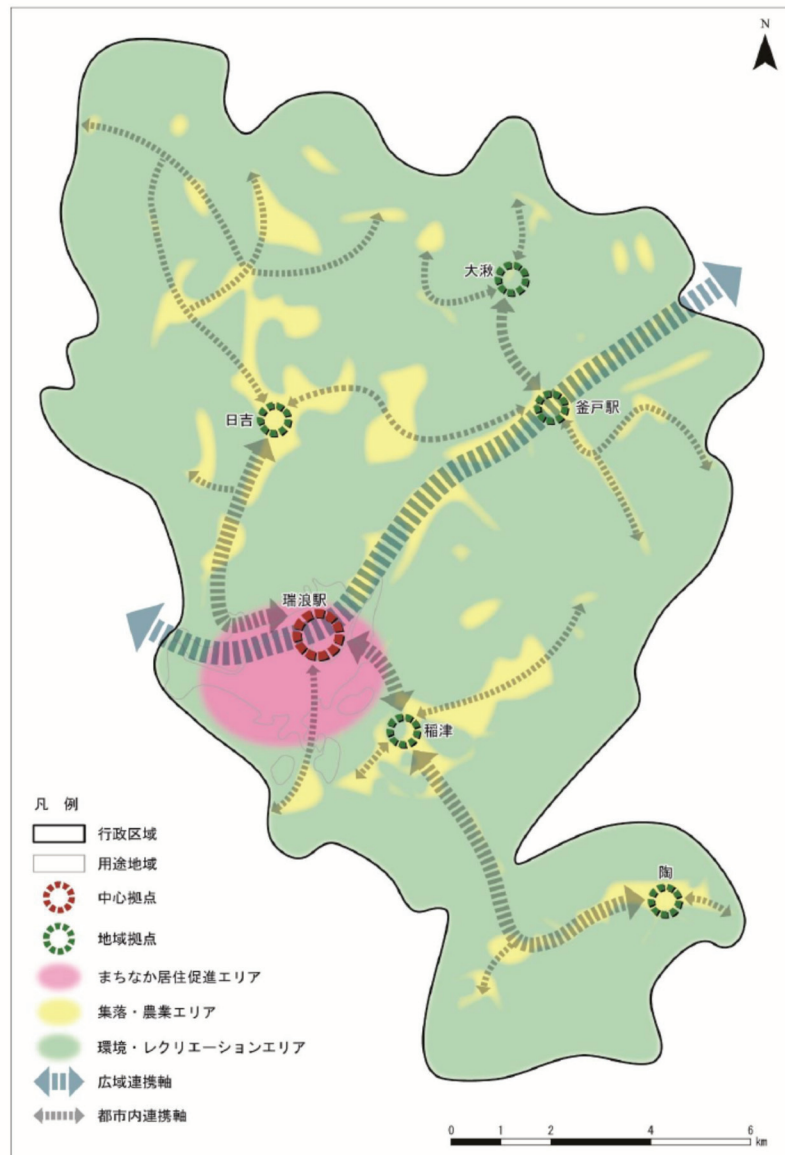 N
大湫
釜戸駅
日吉
瑞浪駅
稲津
陶
凡 例
行政区域
用途地域
中心拠点
地域拠点
まちなか居住促進エリア
集落・農業エリア
環境・レクリエーションエリア
広域連携軸
都市内連携軸
0 1 2 4 6
km